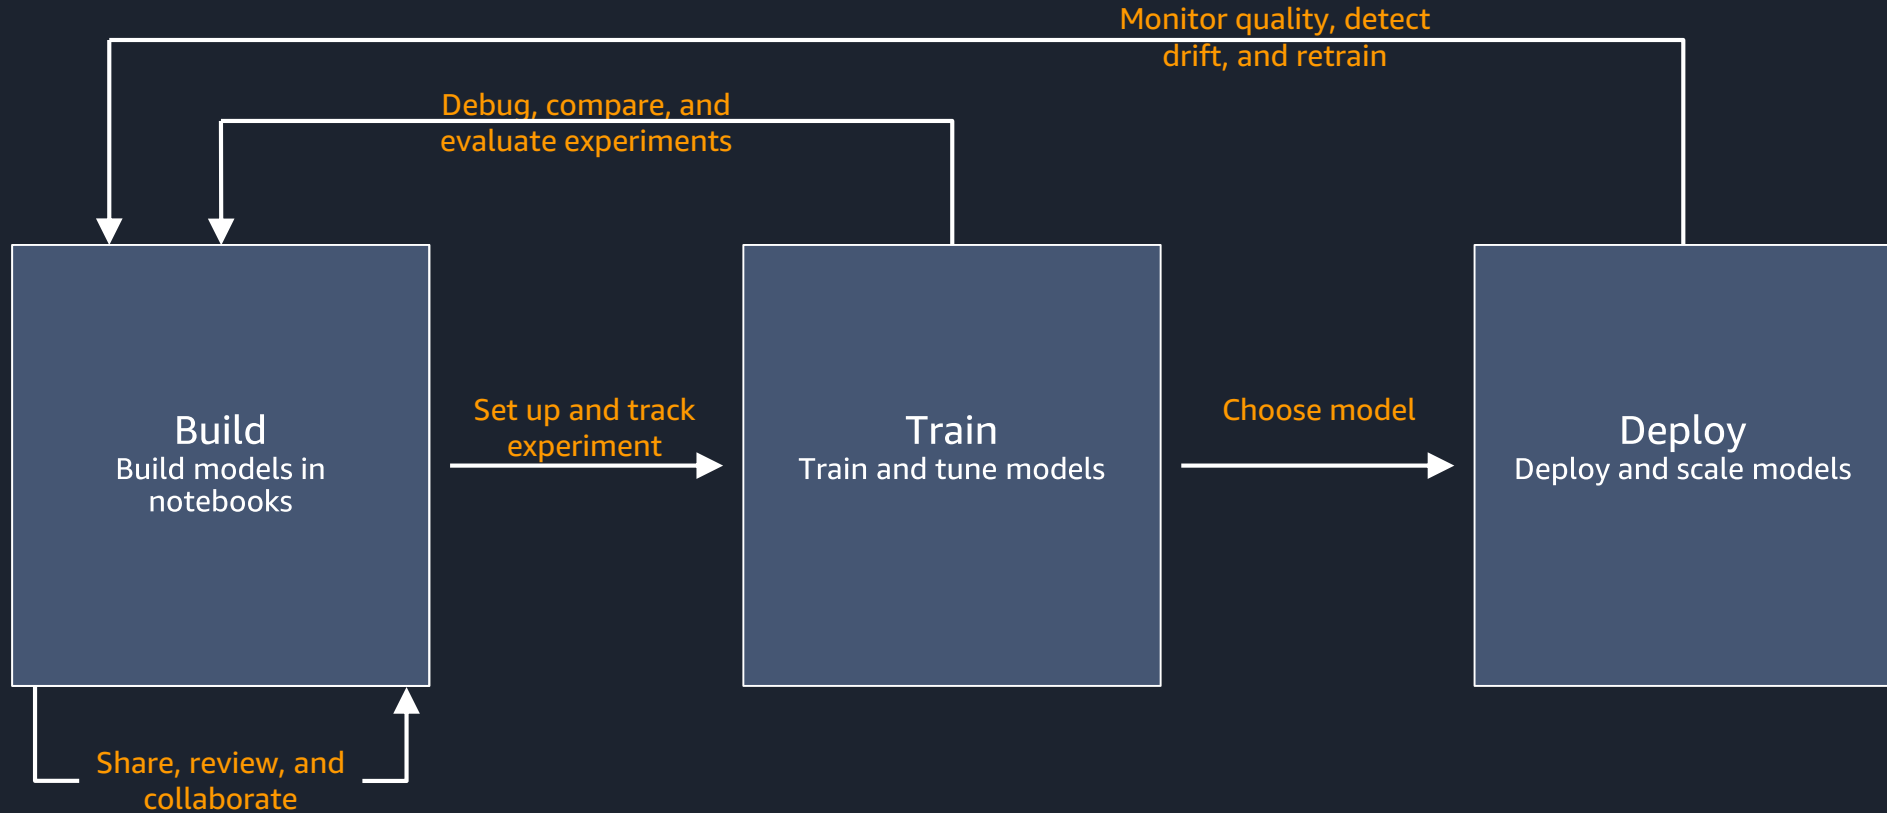 Monitor quality, detect
drift, and retrain
Debug, compare, and
evaluate experiments
Build
Build models in
notebooks
Set up and track
experiment
Train
Train and tune models
Choose model
Deploy
Deploy and scale models
Share, review, and
collaborate